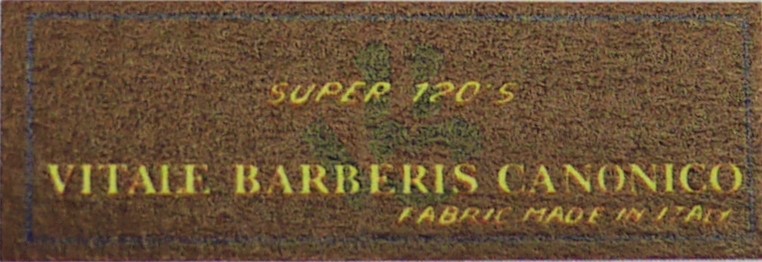 SUPER 120'S
VITALE BARBERIS CANONICO
FABRIC MADE IN ITALY